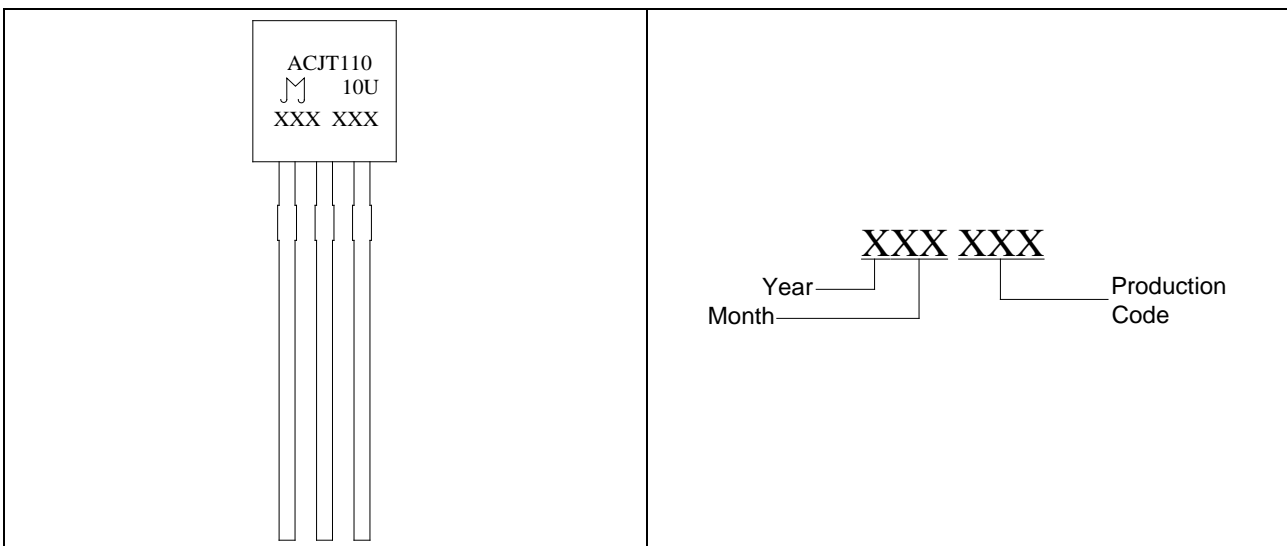 ACJT110
10U
XXX XXX
XXX XXX
Year
Month
Production
Code